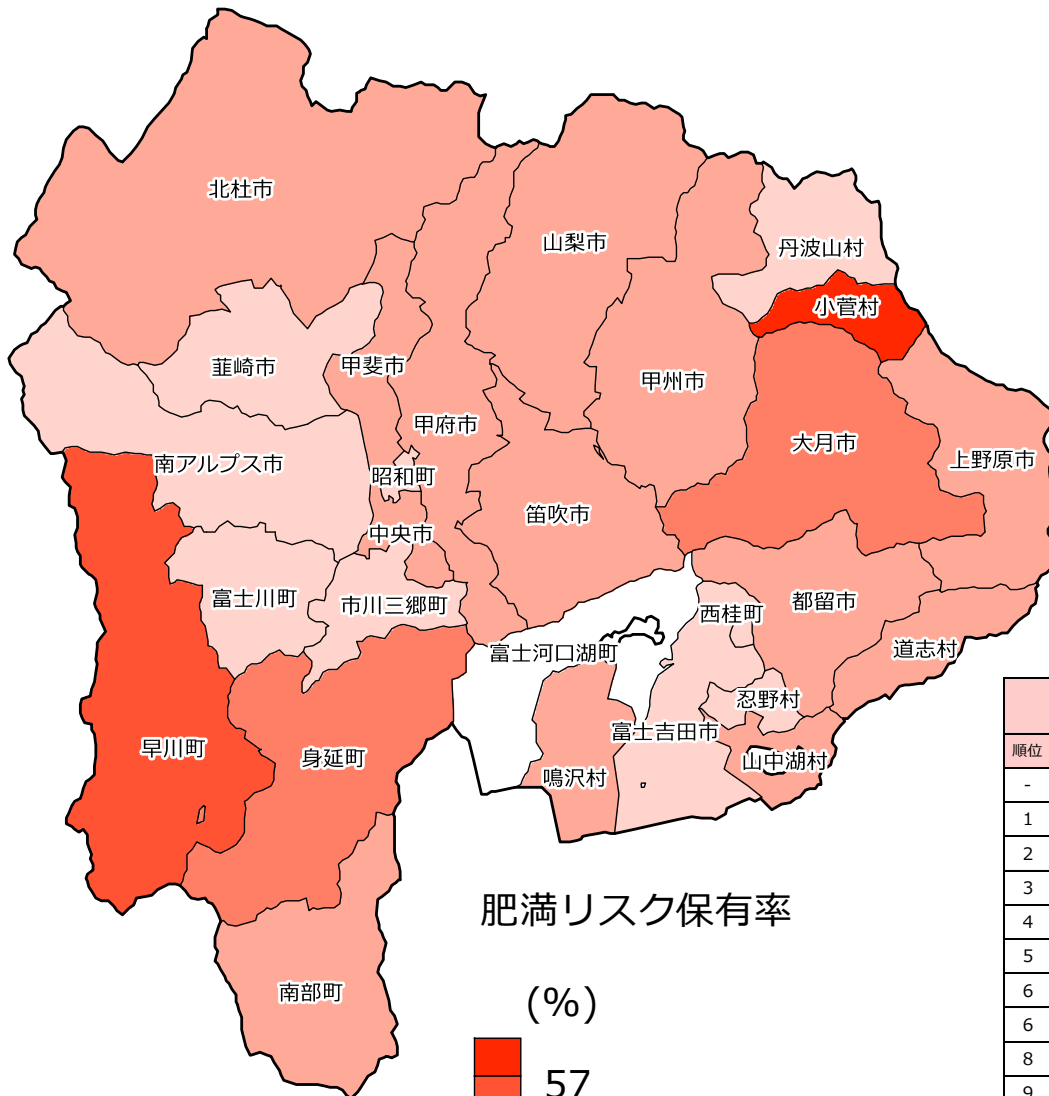 北杜市
山梨市
丹波山村
小菅村
韮崎市
甲斐市
甲州市
甲府市
大月市
上野原市
南アルプス市
昭和町
笛吹市
中央市
富士川町
市川三郷町
西桂町
都留市
富士河口湖町
道志村
忍野村
富士吉田市
早川町
身延町
山中湖村
鳴沢村
南部町
肥満リスク保有率
(%)
57
順位
-
1
2
3
4
5
6
6
8
9